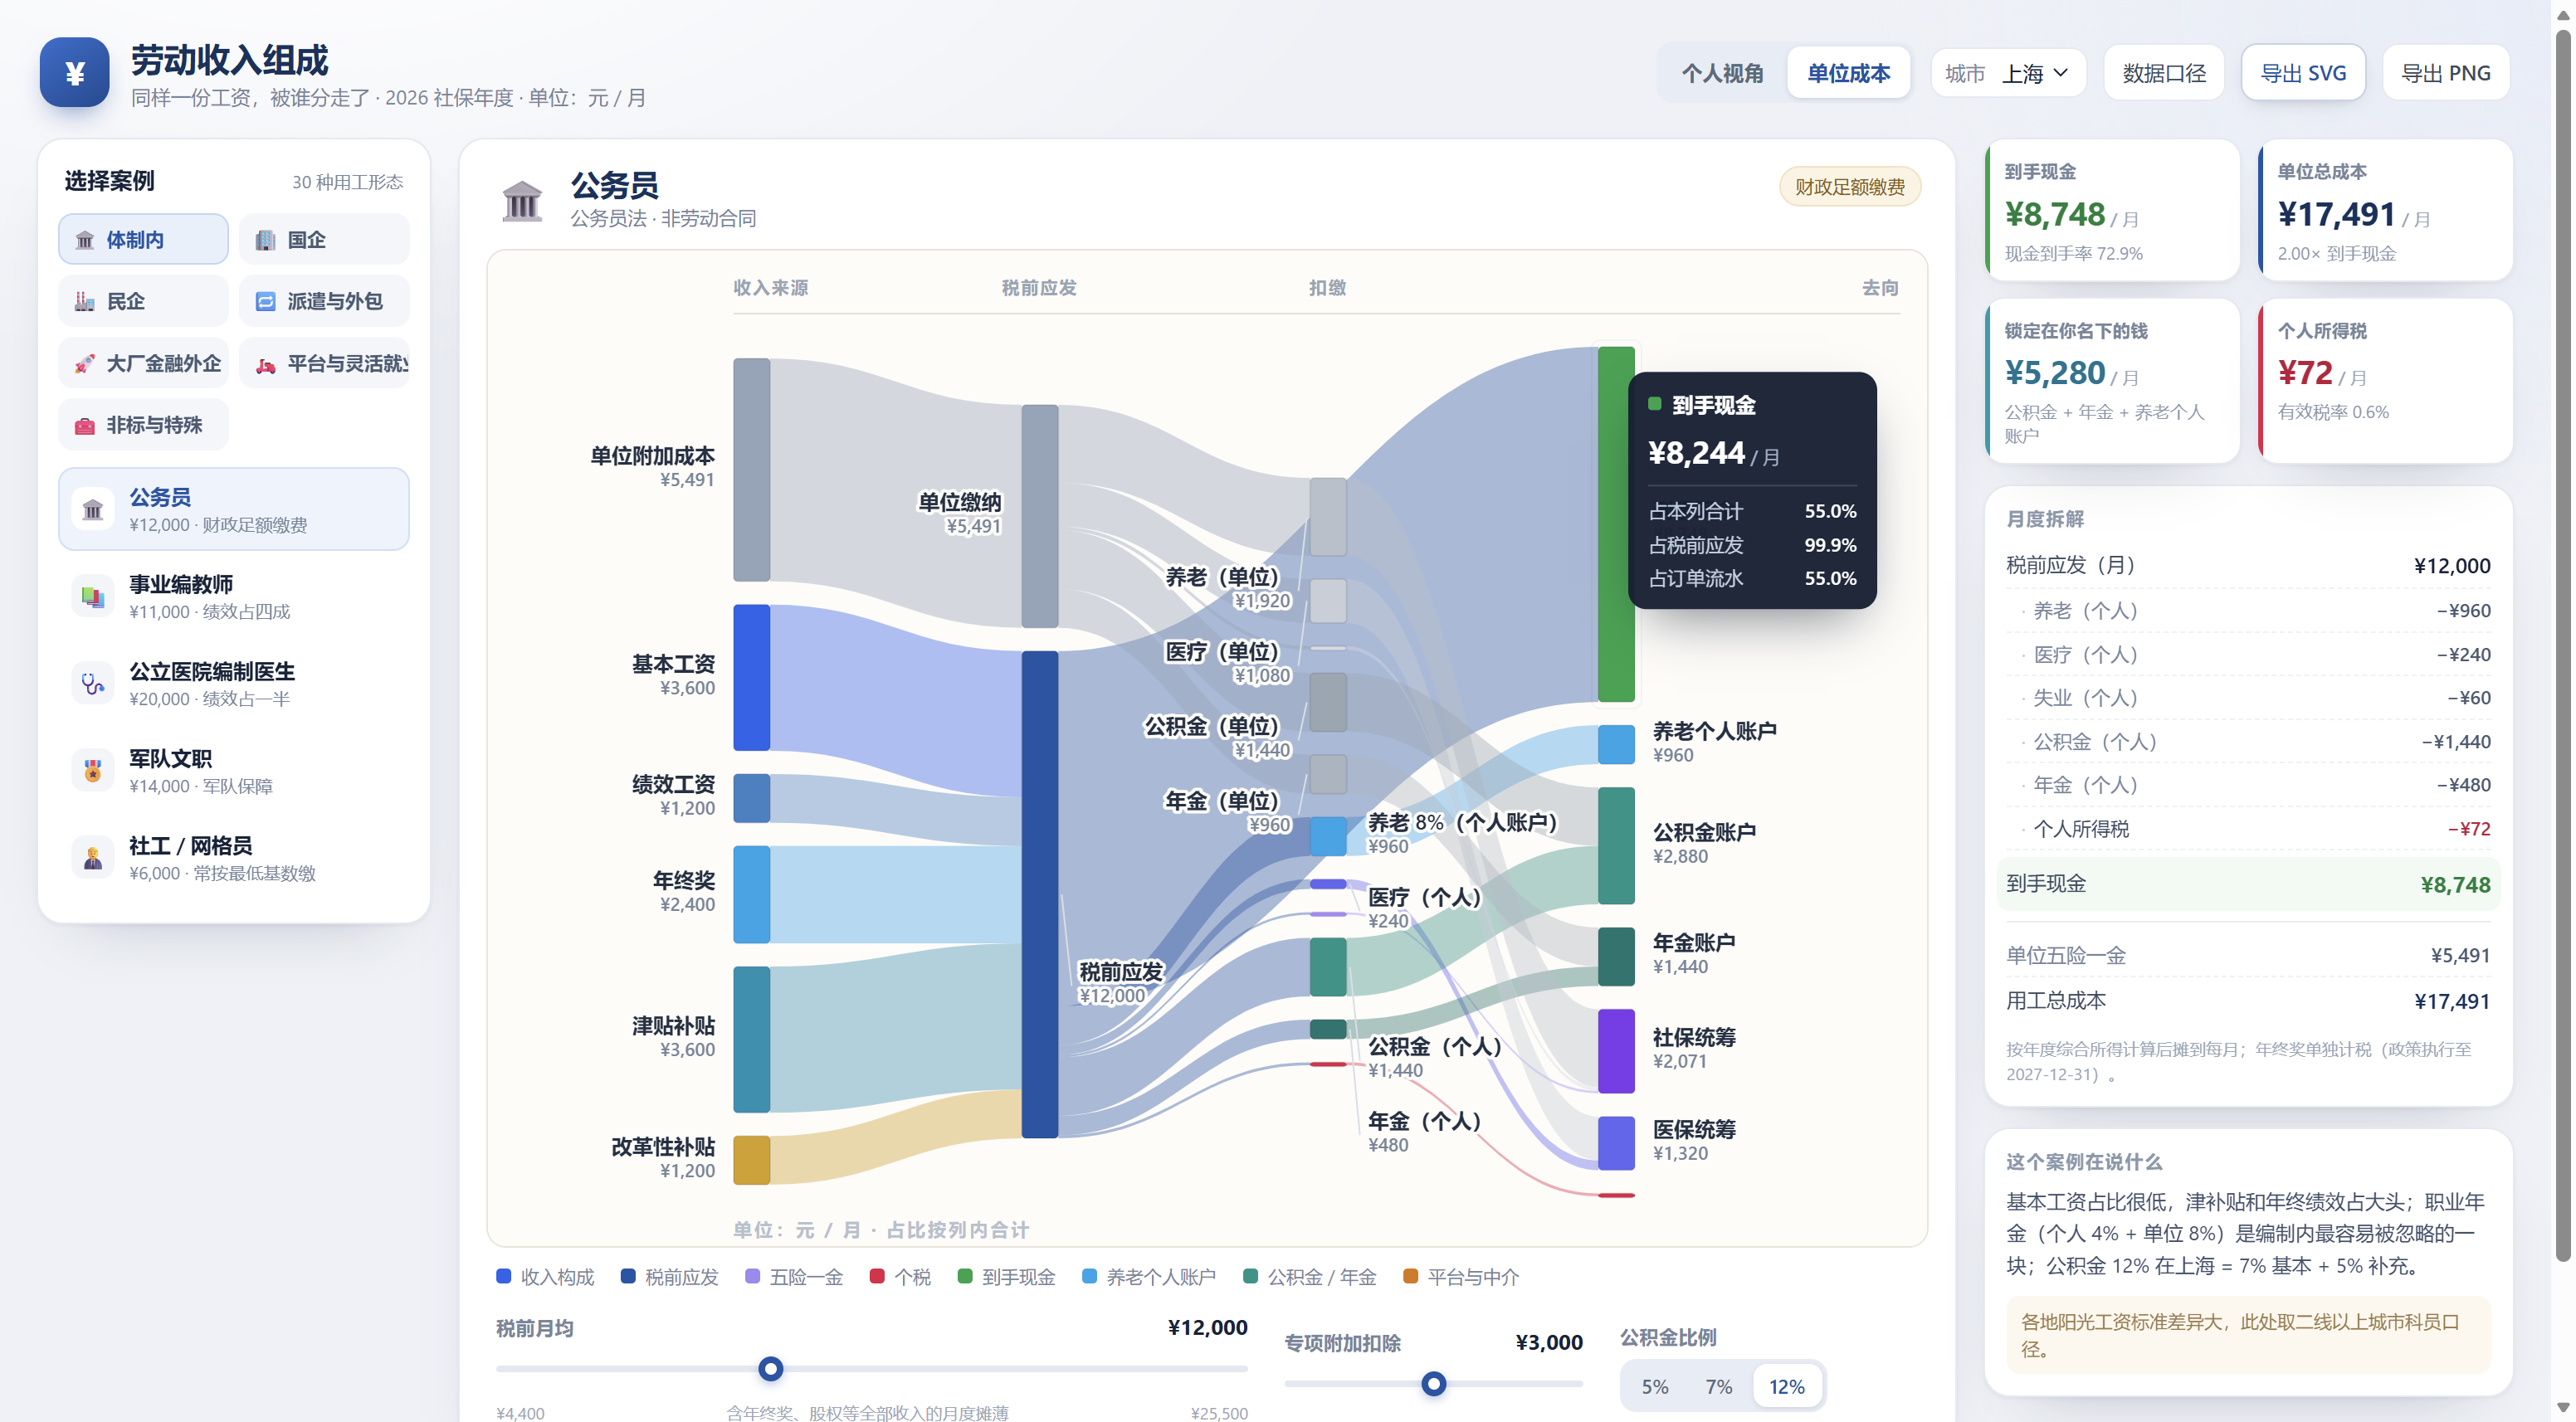 ¥
劳动收入组成
同样一份工资，被谁分走了 · 2026 社保年度 · 单位：元 / 月
个人视角
单位成本
城市 上海
数据口径
导出 SVG
导出 PNG
选择案例
30 种用工形态
体制内
国企
民企
派遣与外包
大厂金融外企
平台与灵活就业
非标与特殊
公务员
¥12,000 · 财政足额缴费
事业编教师
¥11,000 · 绩效占四成
公立医院编制医生
¥20,000 · 绩效占一半
军队文职
¥14,000 · 军队保障
社工 / 网格员
¥6,000 · 常按最低基数缴
公务员
公务员法 · 非劳动合同
财政足额缴费
收入来源
税前应发
扣缴
去向
单位附加成本
¥5,491
基本工资
¥3,600
绩效工资
¥1,200
年终奖
¥2,400
津贴补贴
¥3,600
改革性补贴
¥1,200
单位缴纳
¥5,491
税前应发
¥12,000
养老（单位）
¥1,920
医疗（单位）
¥1,080
公积金（单位）
¥1,440
年金（单位）
¥960
养老 8%（个人账户）
¥960
医疗（个人）
¥240
公积金（个人）
¥1,440
年金（个人）
¥480
到手现金
¥8,244 / 月
占本列合计 55.0%
占税前应发 99.9%
占订单流水 55.0%
养老个人账户
¥960
公积金账户
¥2,880
年金账户
¥1,440
社保统筹
¥2,071
医保统筹
¥1,320
单位：元 / 月 · 占比按列内合计
收入构成
税前应发
五险一金
个税
到手现金
养老个人账户
公积金 / 年金
平台与中介
税前月均 ¥12,000
¥4,400
含年终奖、股权等全部收入的月度摊薄
¥25,500
专项附加扣除 ¥3,000
公积金比例
5%
7%
12%
到手现金
¥8,748 / 月
现金到手率 72.9%
单位总成本
¥17,491 / 月
2.00× 到手现金
锁定在你名下的钱
¥5,280 / 月
公积金 + 年金 + 养老个人
账户
个人所得税
¥72 / 月
有效税率 0.6%
月度拆解
税前应发（月） ¥12,000
· 养老（个人） −¥960
· 医疗（个人） −¥240
· 失业（个人） −¥60
· 公积金（个人） −¥1,440
· 年金（个人） −¥480
· 个人所得税 −¥72
到手现金 ¥8,748
单位五险一金 ¥5,491
用工总成本 ¥17,491
按年度综合所得计算后摊到每月；年终奖单独计税（政策执行至
2027-12-31）。
这个案例在说什么
基本工资占比很低，津补贴和年终绩效占大头；职业年
金（个人 4% + 单位 8%）是编制内最容易被忽略的一
块；公积金 12% 在上海 = 7% 基本 + 5% 补充。
各地阳光工资标准差异大，此处取二线以上城市科员口
径。